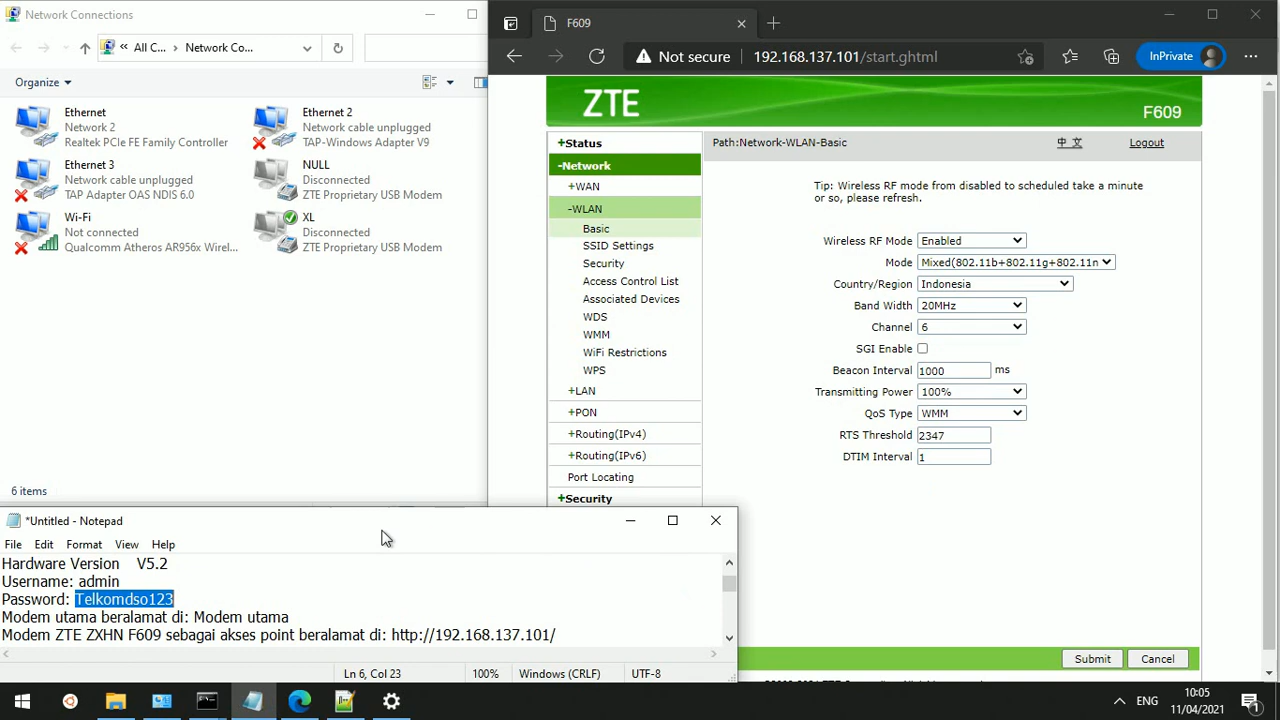 Network Connections
All C... > Network Co...
Organize
Ethernet
Network 2
Realtek PCIe FE Family Controller
Ethernet 2
Network cable unplugged
TAP-Windows Adapter V9
Ethernet 3
Network cable unplugged
TAP Adapter OAS NDIS 6.0
NULL
Disconnected
ZTE Proprietary USB Modem
Wi-Fi
Not connected
Qualcomm Atheros AR956x Wirel...
XL
Disconnected
ZTE Proprietary USB Modem
6 items
F609
Not secure
192.168.137.101/start.ghtml
InPrivate
ZTE
F609
+Status
-Network
+WAN
-WLAN
Basic
SSID Settings
Security
Access Control List
Associated Devices
WDS
WMM
WiFi Restrictions
WPS
+LAN
+PON
+Routing(IPv4)
+Routing(IPv6)
Port Locating
+Security
Path:Network-WLAN-Basic
中 文
Logout
Tip: Wireless RF mode from disabled to scheduled take a minute
or so, please refresh.
Wireless RF Mode Enabled
Mode Mixed(802.11b+802.11g+802.11n
Country/Region Indonesia
Band Width 20MHz
Channel 6
SGI Enable
Beacon Interval 1000 ms
Transmitting Power 100%
QoS Type WMM
RTS Threshold 2347
DTIM Interval 1
Submit
Cancel
*Untitled - Notepad
File Edit Format View Help
Hardware Version V5.2
Username: admin
Password: Telkomdso123
Modem utama beralamat di: Modem utama
Modem ZTE ZXHN F609 sebagai akses point beralamat di: http://192.168.137.101/
Ln 6, Col 23
100%
Windows (CRLF)
UTF-8
ENG
10:05
11/04/2021
1